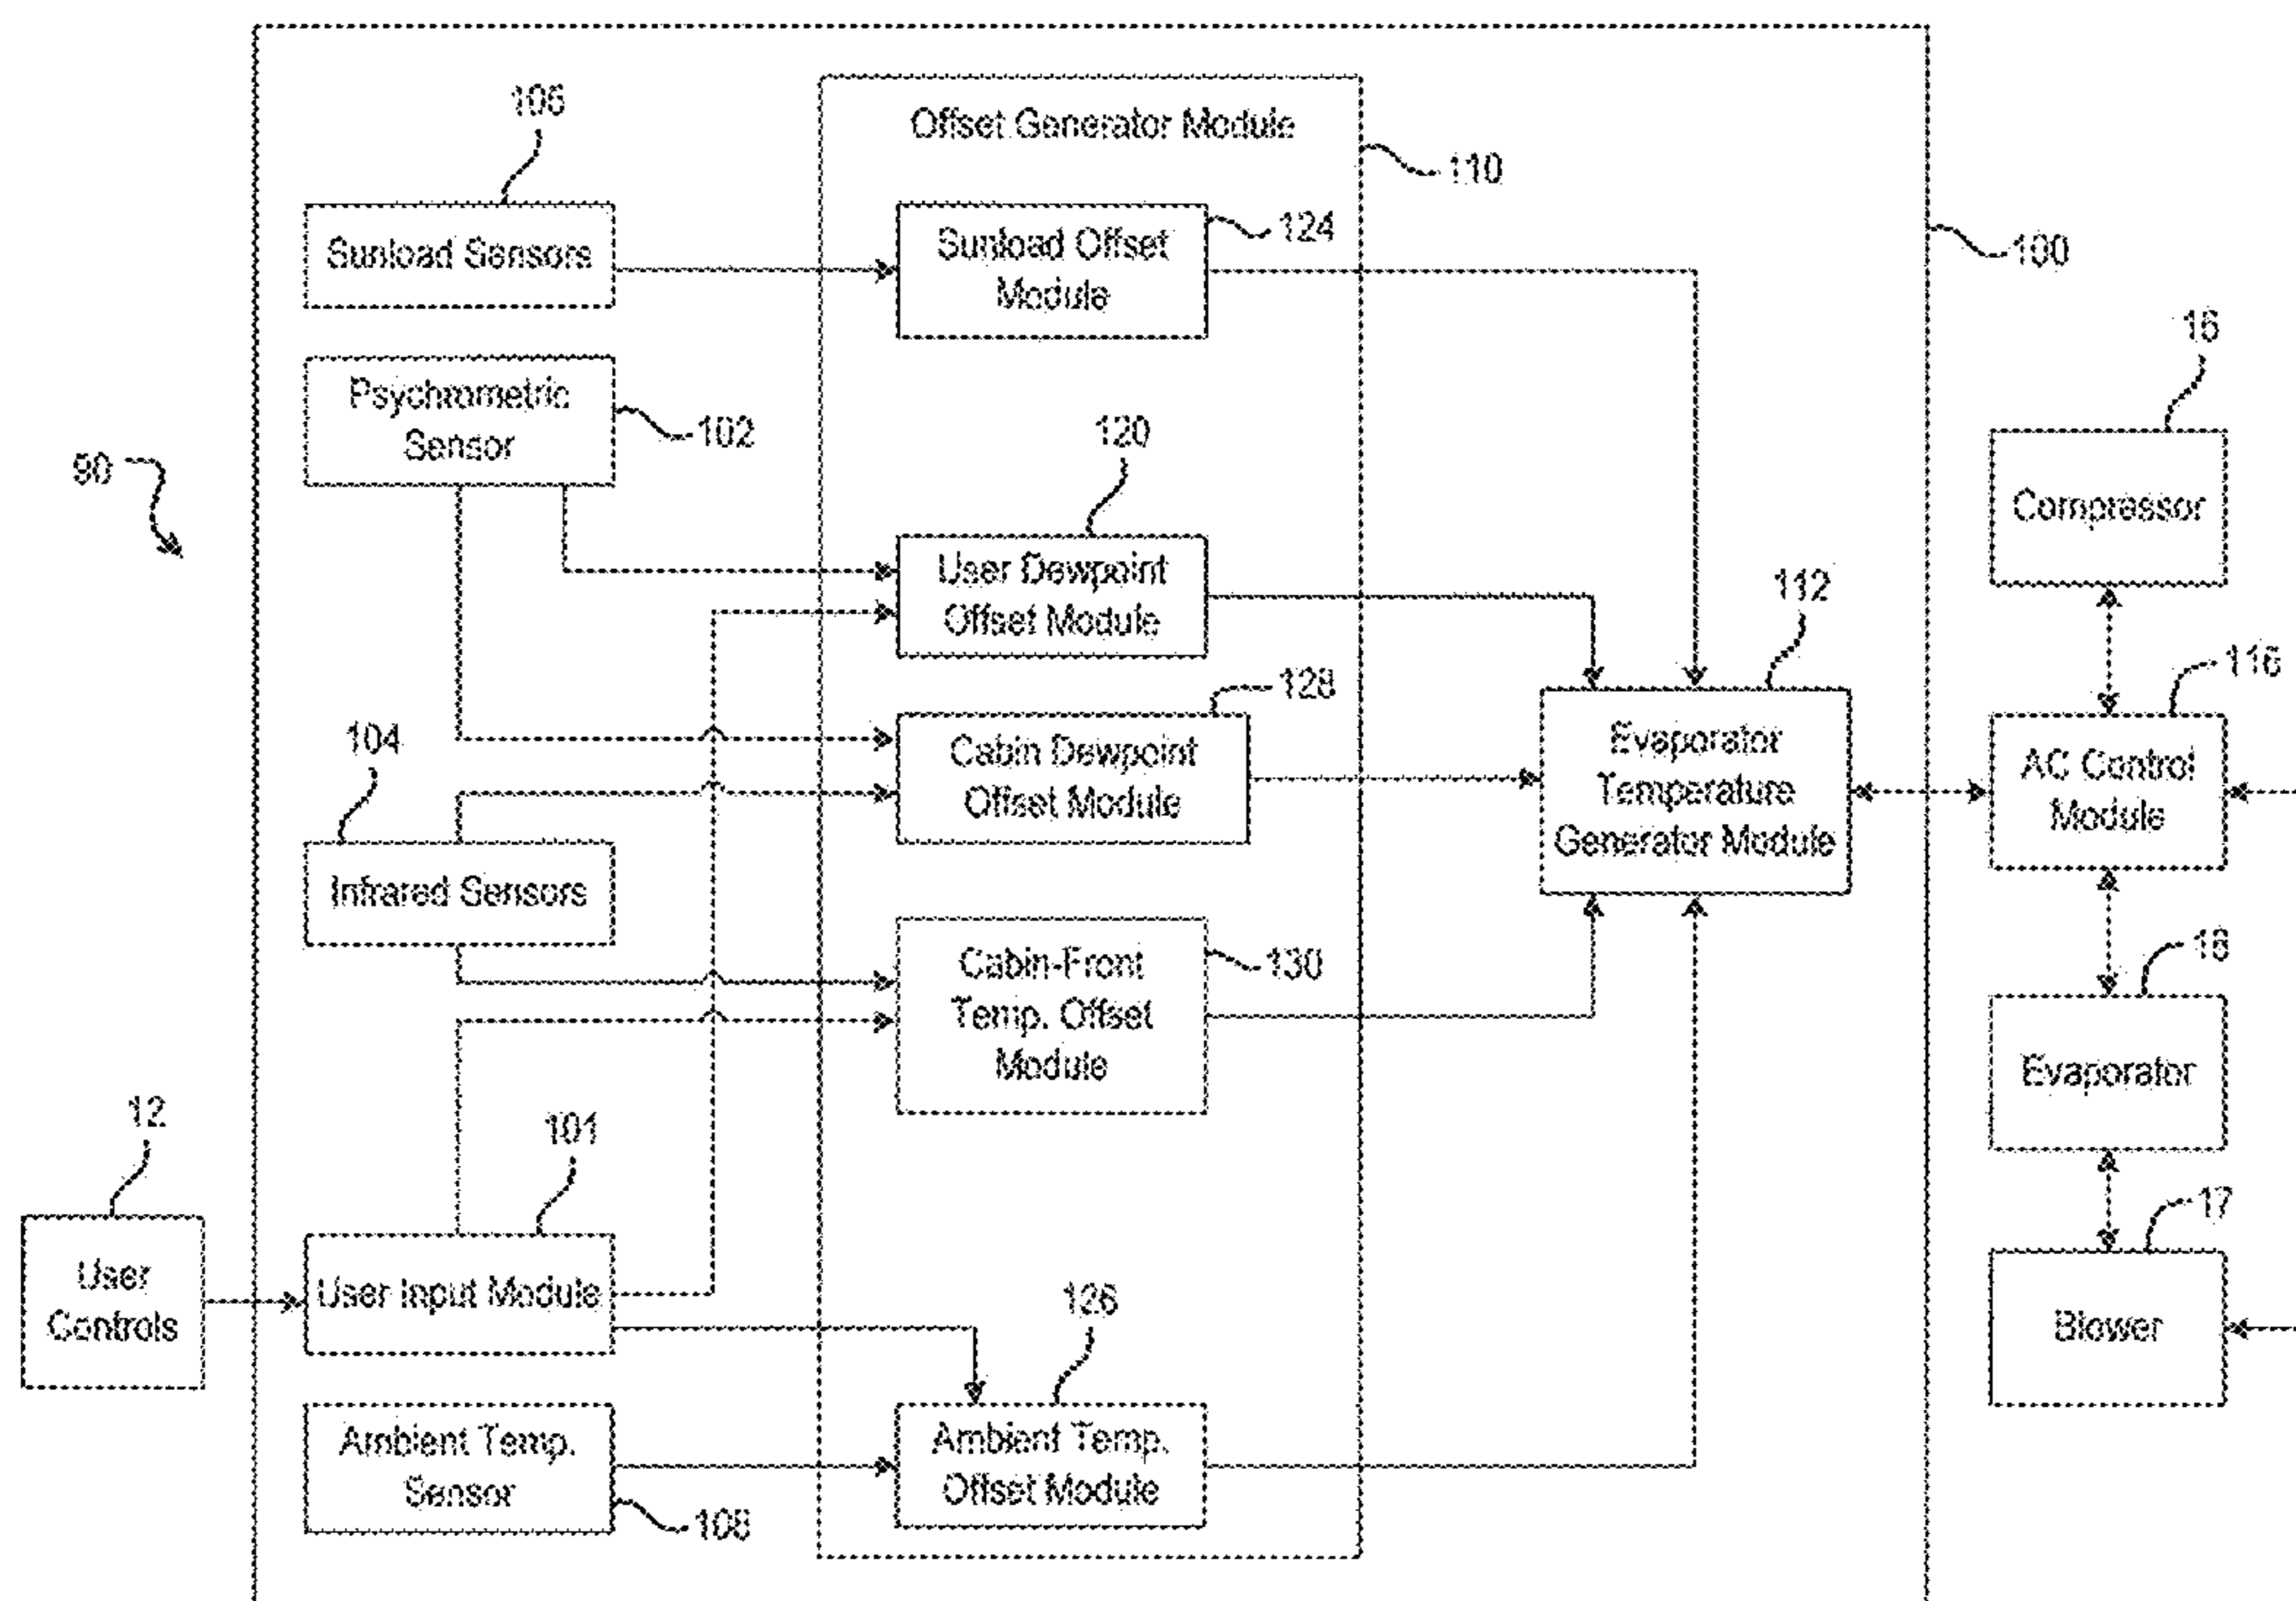 Offset Generator Module
106
110
Sunload Sensors
Sunload Offset
Module
124
100
Psychrometric
Sensor
102
16
Compressor
90
120
User Dewpoint
Offset Module
112
116
128
104
Cabin Dewpoint
Offset Module
Evaporator
Temperature
Generator Module
AC Control
Module
Infrared Sensors
Cabin-Front
Temp. Offset
Module
130
18
Evaporator
12
101
17
User
Controls
User Input Module
126
Blower
Ambient Temp.
Sensor
108
Ambient Temp.
Offset Module